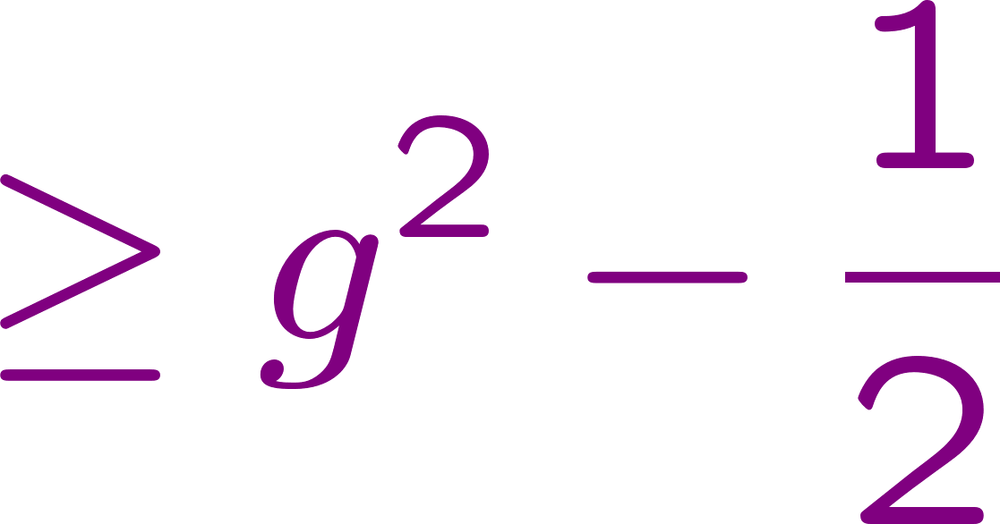 ≥ g² − 1/2